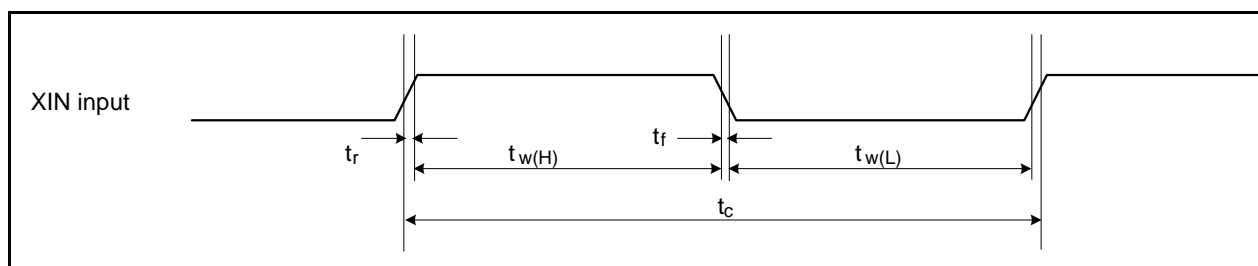 XIN input
tr
tw(H)
tf
tw(L)
tc